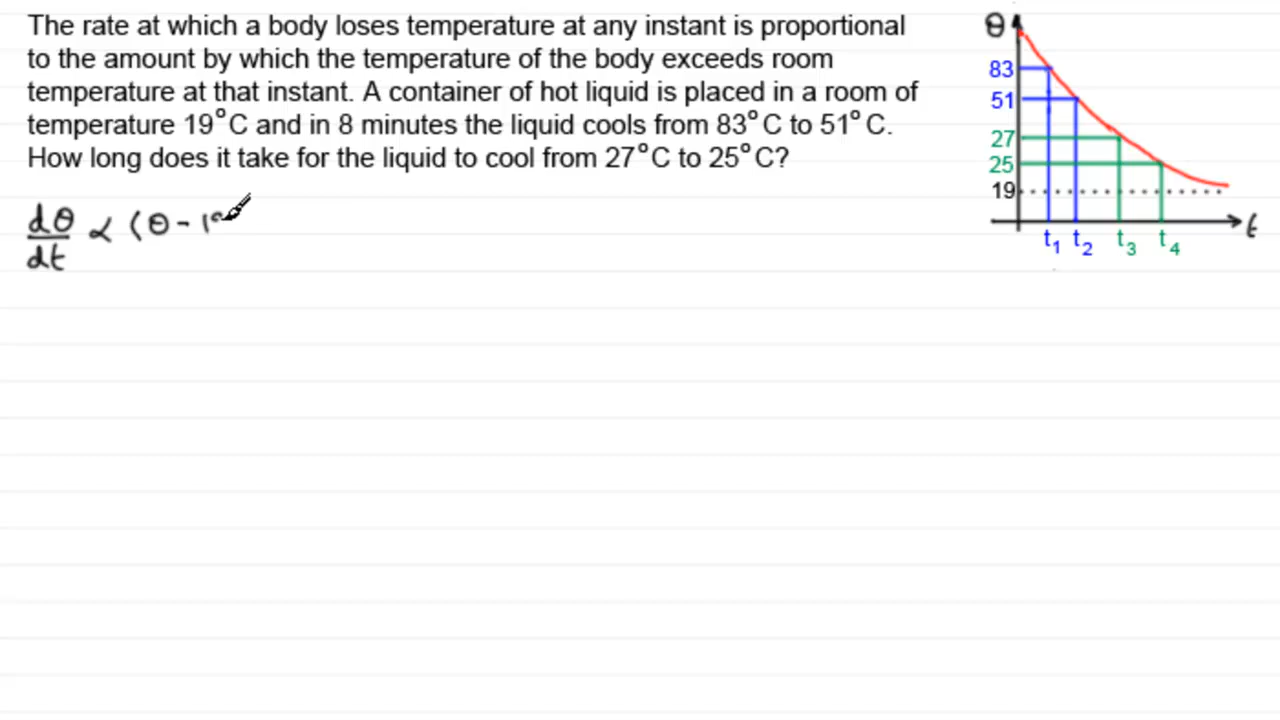 The rate at which a body loses temperature at any instant is proportional
to the amount by which the temperature of the body exceeds room
temperature at that instant. A container of hot liquid is placed in a room of
temperature 19°C and in 8 minutes the liquid cools from 83°C to 51°C.
How long does it take for the liquid to cool from 27°C to 25°C?
dθ
dt
∝ (θ - 1
θ
83
51
27
25
19
t
t₁ t₂ t₃ t₄